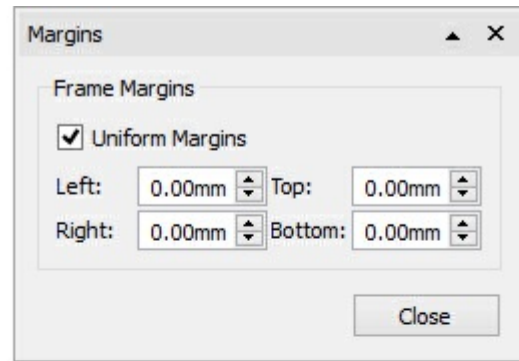 Margins
Frame Margins
Uniform Margins
Left: 0.00mm Top: 0.00mm
Right: 0.00mm Bottom: 0.00mm
Close